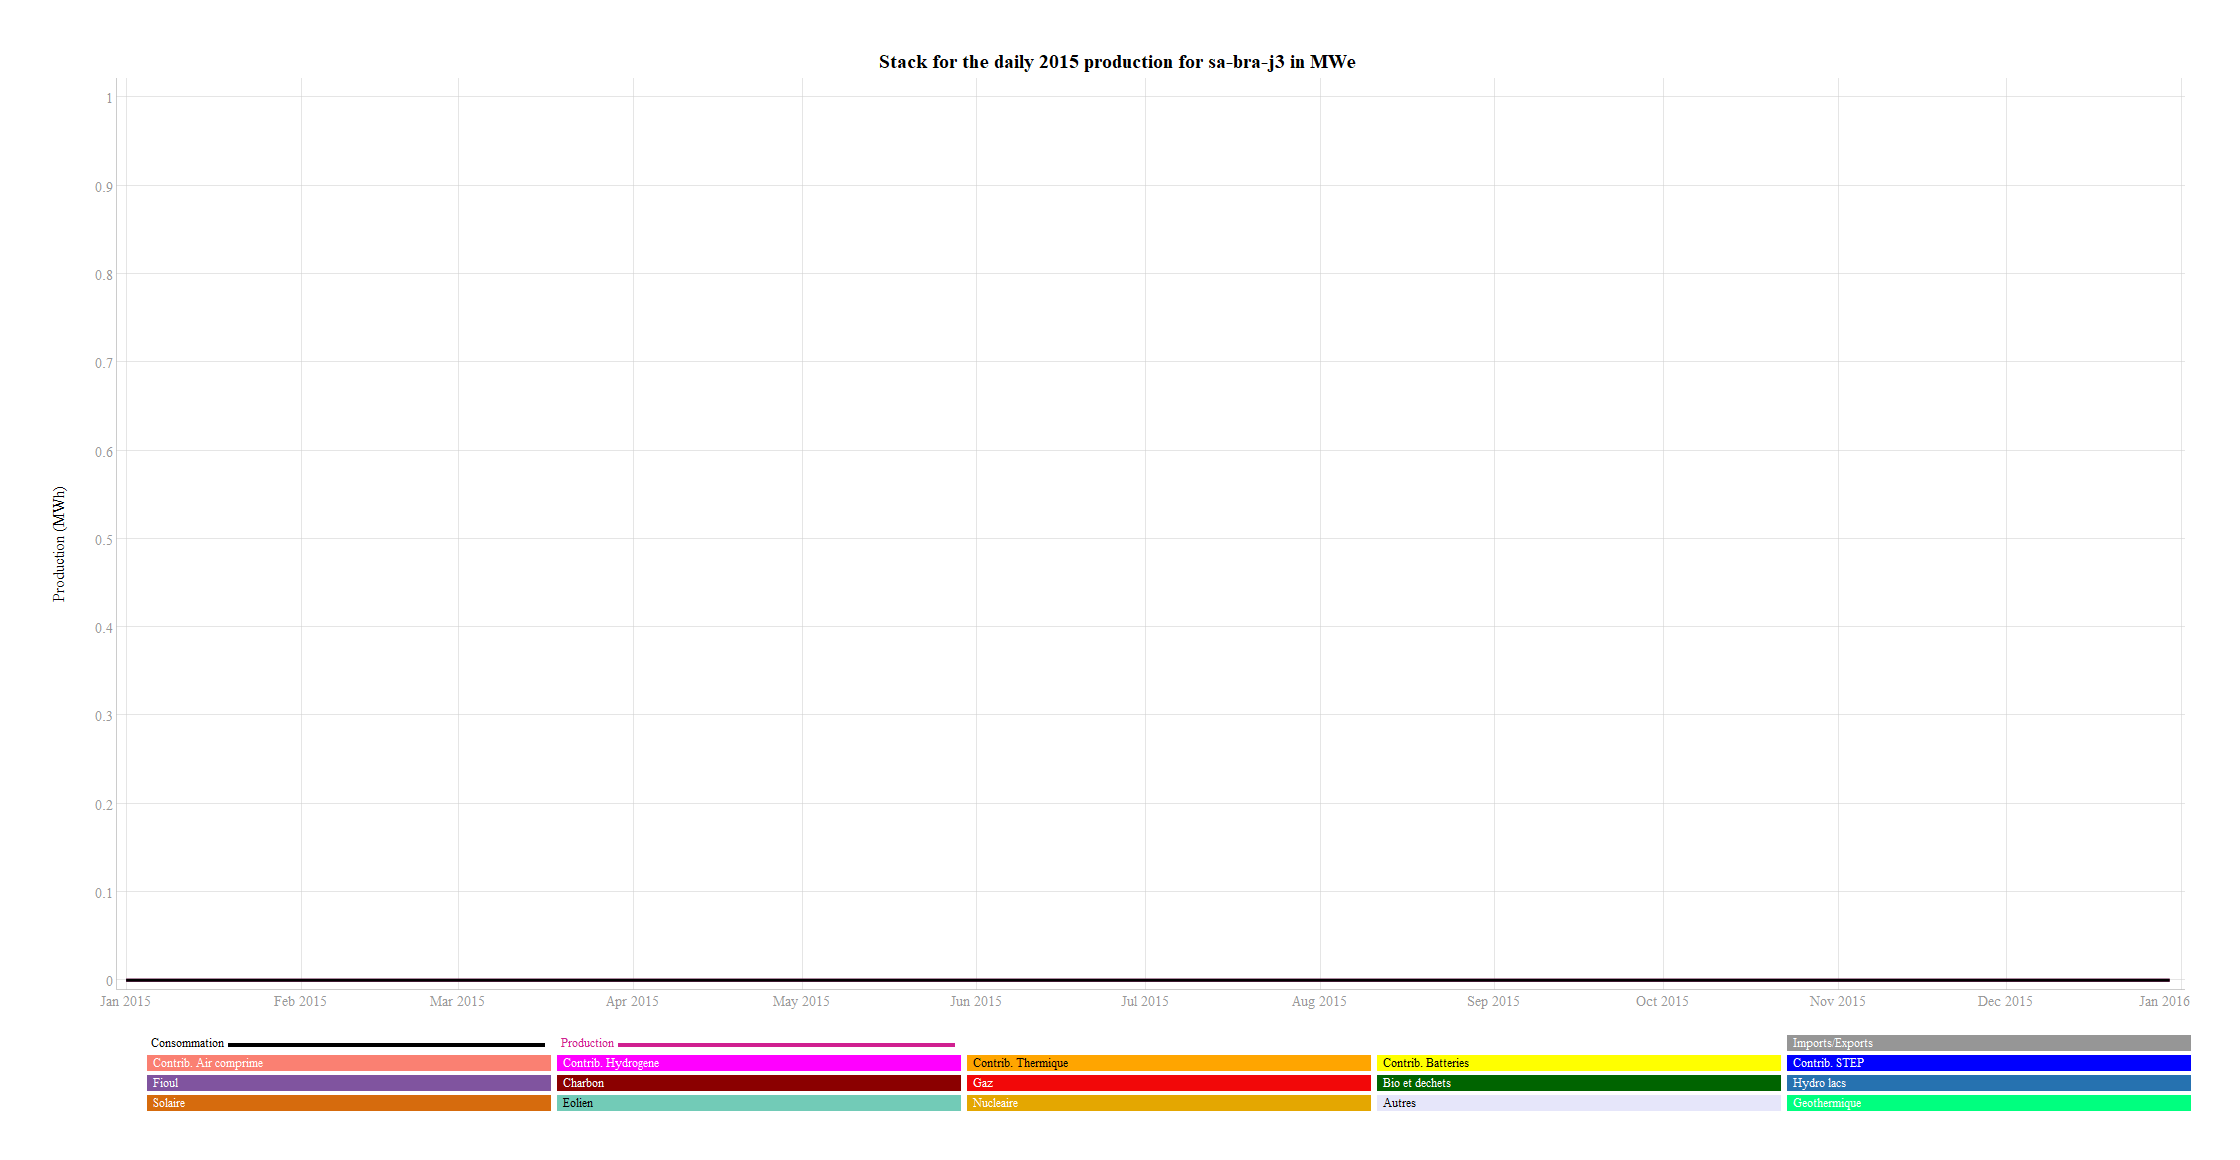 Stack for the daily 2015 production for sa-bra-j3 in MWe
1
0.9
0.8
0.7
0.6
0.5
0.4
0.3
0.2
0.1
0
Production (MWh)
Jan 2015 Feb 2015 Mar 2015 Apr 2015 May 2015 Jun 2015 Jul 2015 Aug 2015 Sep 2015 Oct 2015 Nov 2015 Dec 2015 Jan 2016
Consommation Production Imports/Exports
Contrib. Air comprime Contrib. Hydrogene Contrib. Thermique Contrib. Batteries Contrib. STEP
Fioul Charbon Gaz Bio et dechets Hydro lacs
Solaire Eolien Nucleaire Autres Geothermique